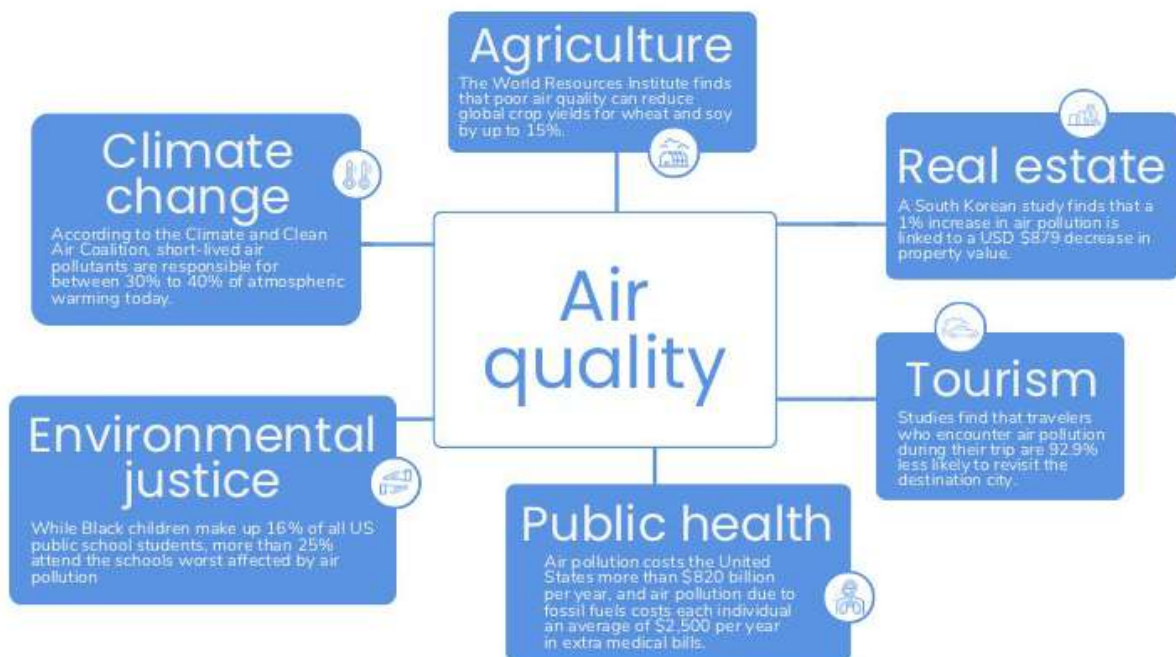 Agriculture
The World Resources Institute finds
that poor air quality can reduce
global crop yields for wheat and soy
by up to 15%.
Climate
change
According to the Climate and Clean
Air Coalition, short-lived air
pollutants are responsible for
between 30% to 40% of atmospheric
warming today.
Real estate
A South Korean study finds that a
1% increase in air pollution is
linked to a USD $879 decrease in
property value.
Air
quality
Tourism
Studies find that travelers
who encounter air pollution
during their trip are 92.9%
less likely to revisit the
destination city.
Environmental
justice
While Black children make up 16% of all US
public school students, more than 25%
attend the schools worst affected by air
pollution
Public health
Air pollution costs the United
States more than $820 billion
per year, and air pollution due to
fossil fuels costs each individual
an average of $2,500 per year
in extra medical bills.